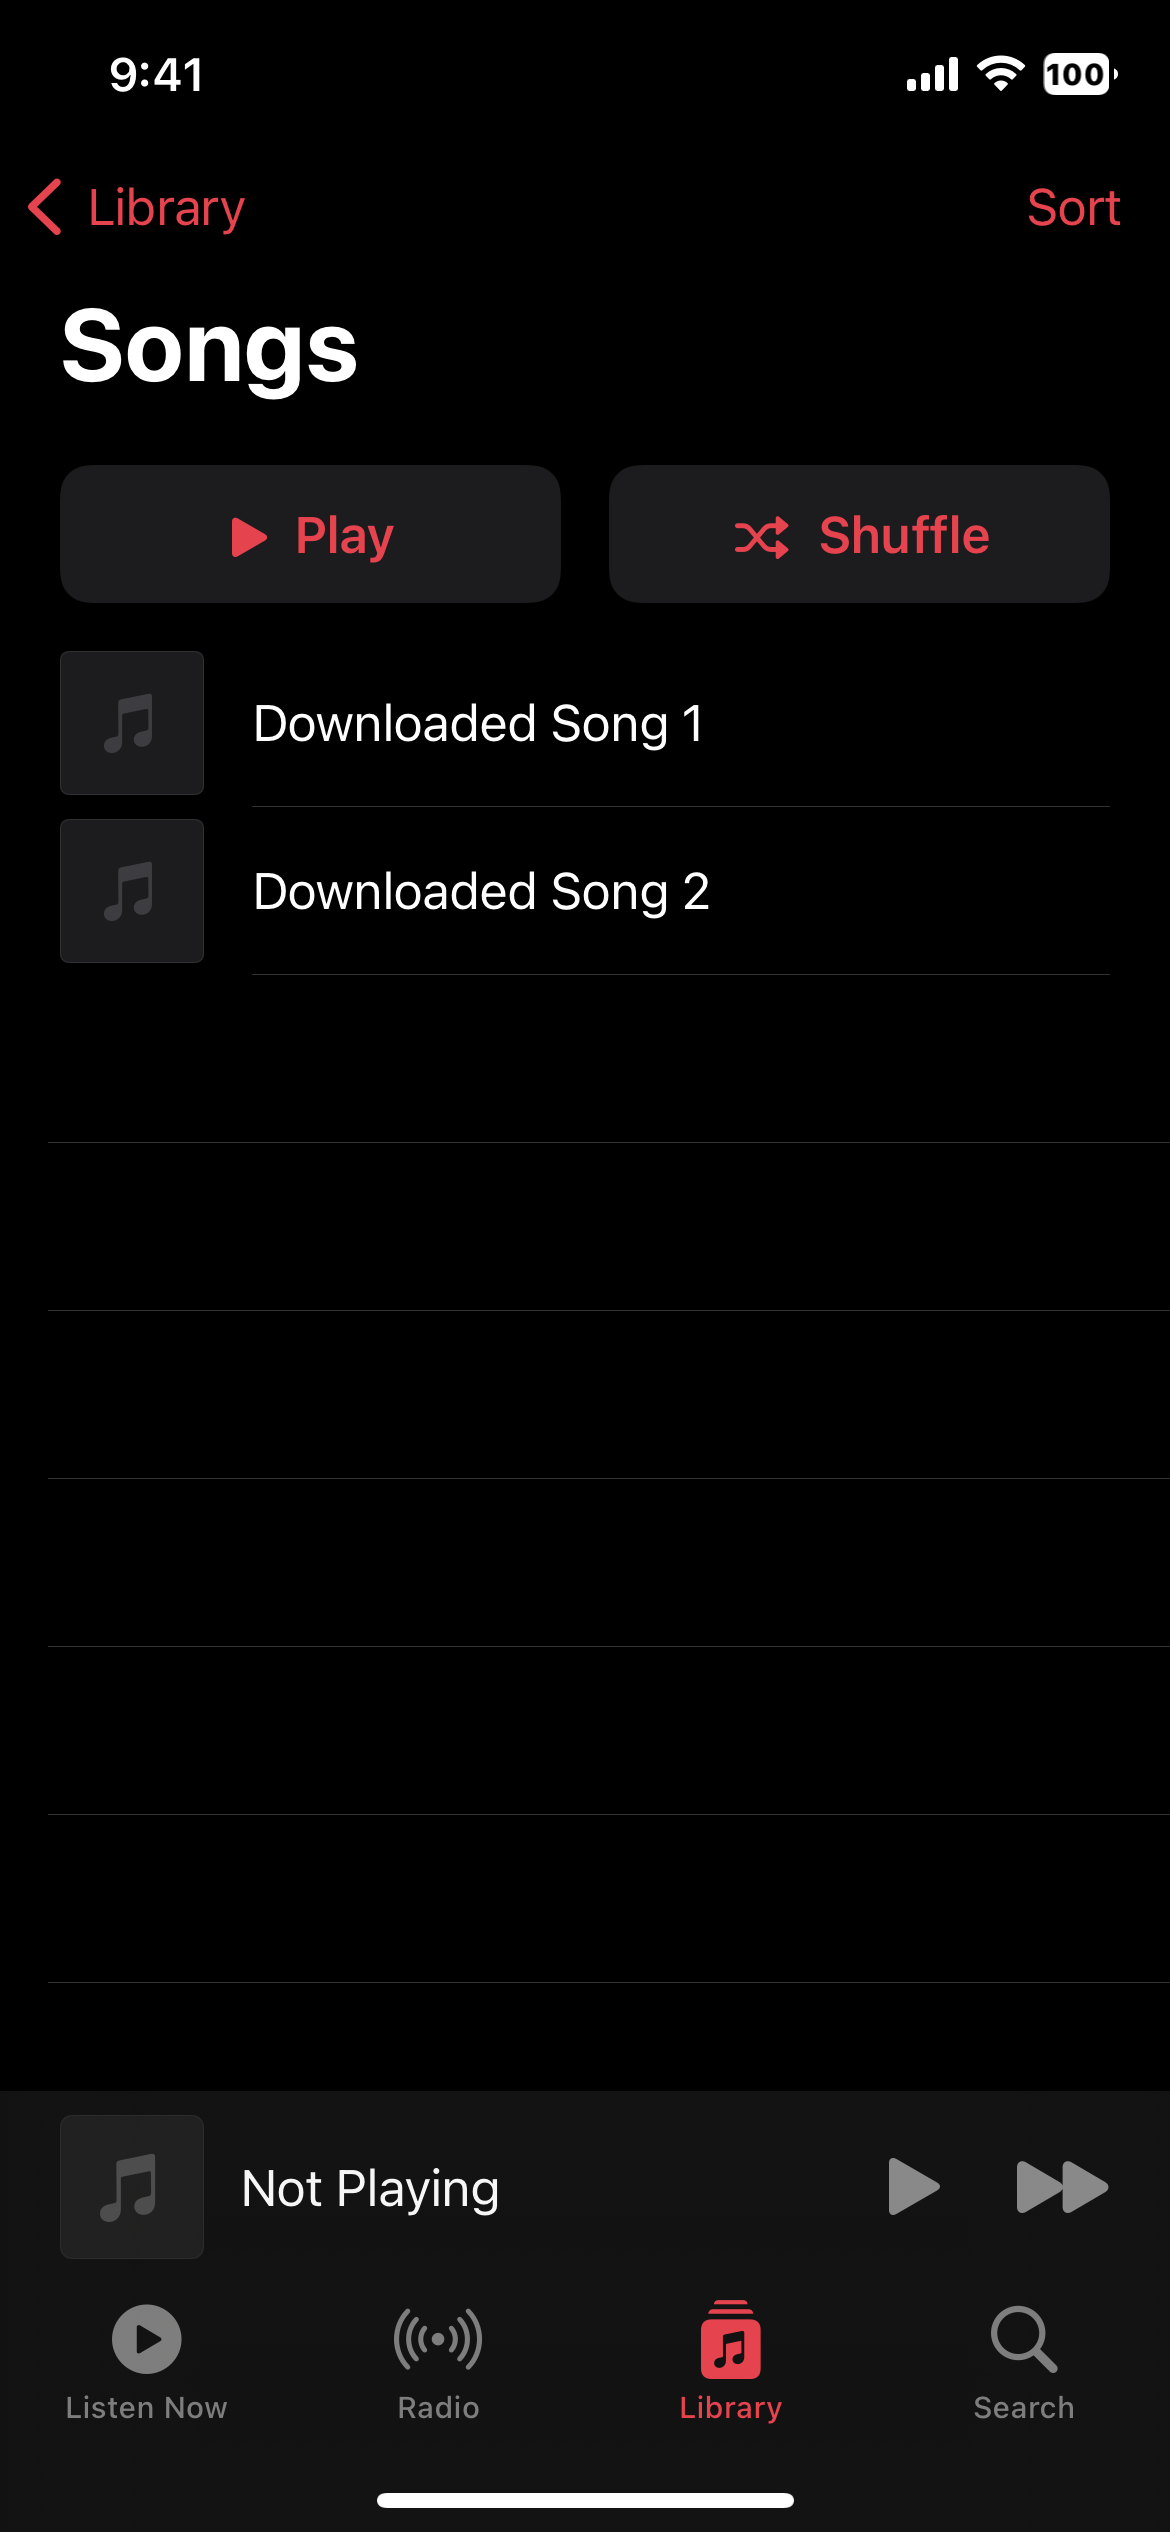 9:41
100
Library
Sort
Songs
Play
Shuffle
Downloaded Song 1
Downloaded Song 2
Not Playing
Listen Now
Radio
Library
Search